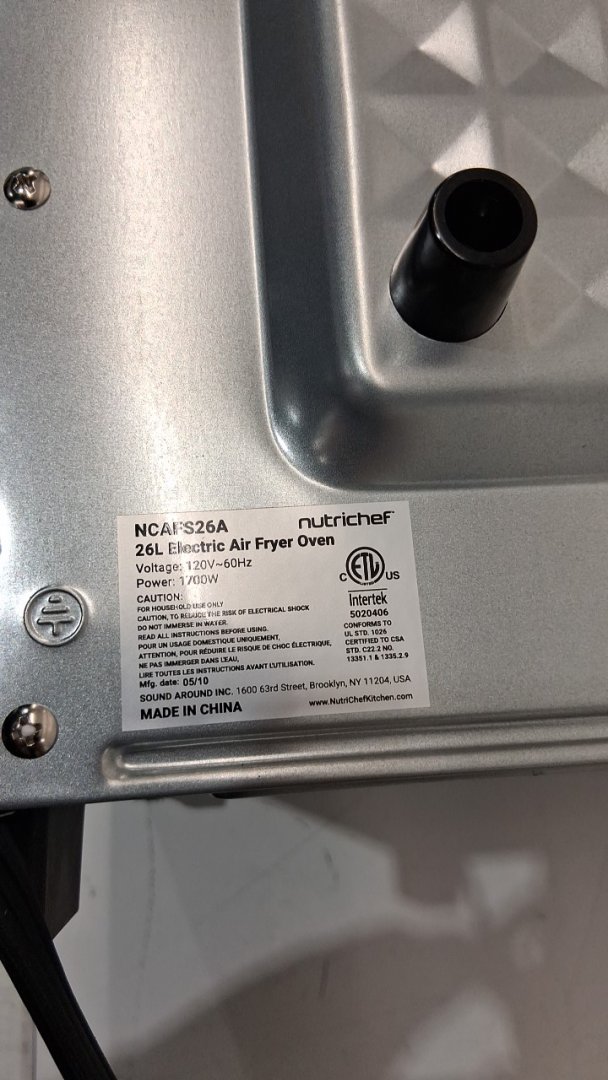 NCAFS26A
nutrichef
26L Electric Air Fryer Oven
Voltage: 120V~60Hz
Power: 1700W
CAUTION:
FOR HOUSEHOLD USE ONLY
CAUTION, TO REDUCE THE RISK OF ELECTRICAL SHOCK
DO NOT IMMERSE IN WATER.
READ ALL INSTRUCTIONS BEFORE USING.
POUR UN USAGE DOMESTIQUE UNIQUEMENT.
ATTENTION, POUR RÉDUIRE LE RISQUE DE CHOC ÉLECTRIQUE,
NE PAS IMMERGER DANS L'EAU,
LIRE TOUTES LES INSTRUCTIONS AVANT L'UTILISATION.
Mfg. date: 05/10
C ETL US
Intertek
5020406
CONFORMS TO
UL STD. 1026
CERTIFIED TO CSA
STD. C22.2 NO.
13351.1 & 1335.2.9
SOUND AROUND INC. 1600 63rd Street, Brooklyn, NY 11204, USA
MADE IN CHINA
www.NutriChefKitchen.com